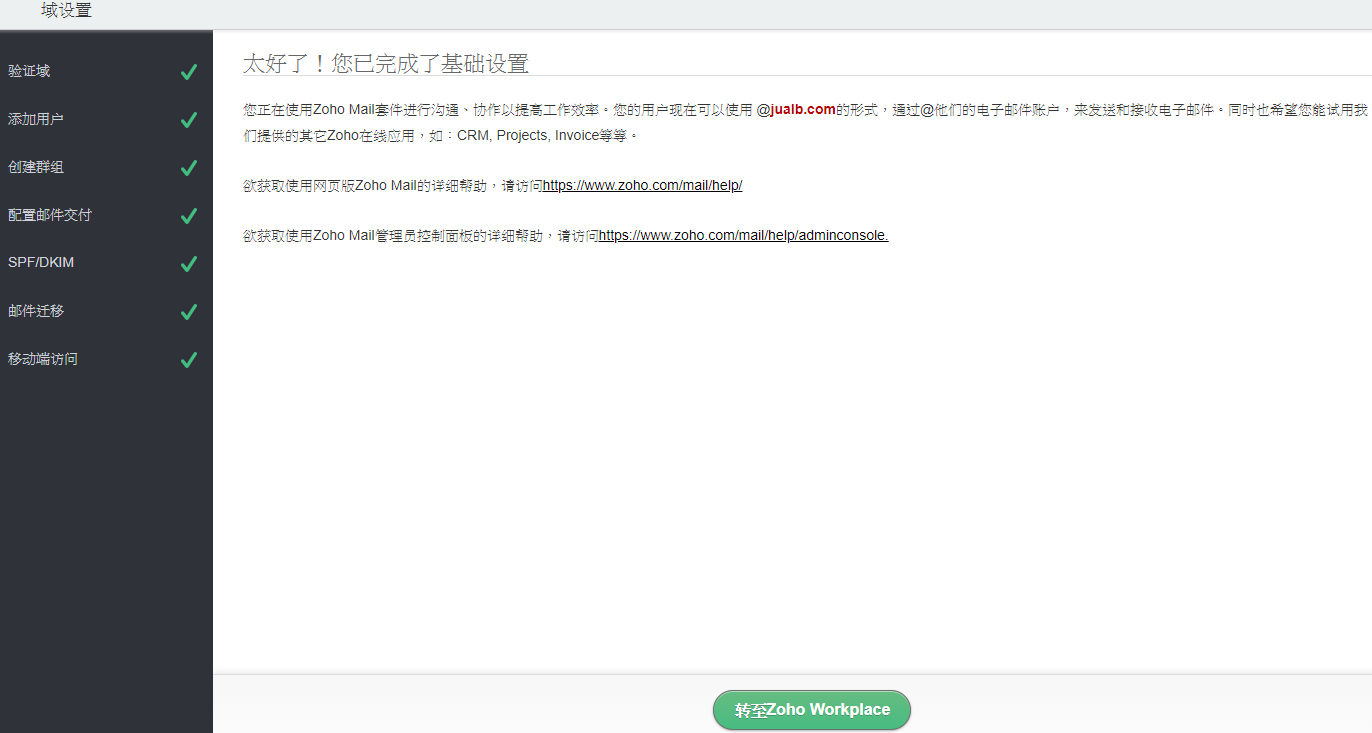 域设置
验证域
添加用户
创建群组
配置邮件交付
SPF/DKIM
邮件迁移
移动端访问
太好了！您已完成了基础设置
您正在使用Zoho Mail套件进行沟通、协作以提高工作效率。您的用户现在可以使用 @jualb.com的形式，通过@他们的电子邮件账户，来发送和接收电子邮件。同时也希望您能试用我
们提供的其它Zoho在线应用，如：CRM, Projects, Invoice等等。
欲获取使用网页版Zoho Mail的详细帮助，请访问https://www.zoho.com/mail/help/
欲获取使用Zoho Mail管理员控制面板的详细帮助，请访问https://www.zoho.com/mail/help/adminconsole.
转至Zoho Workplace